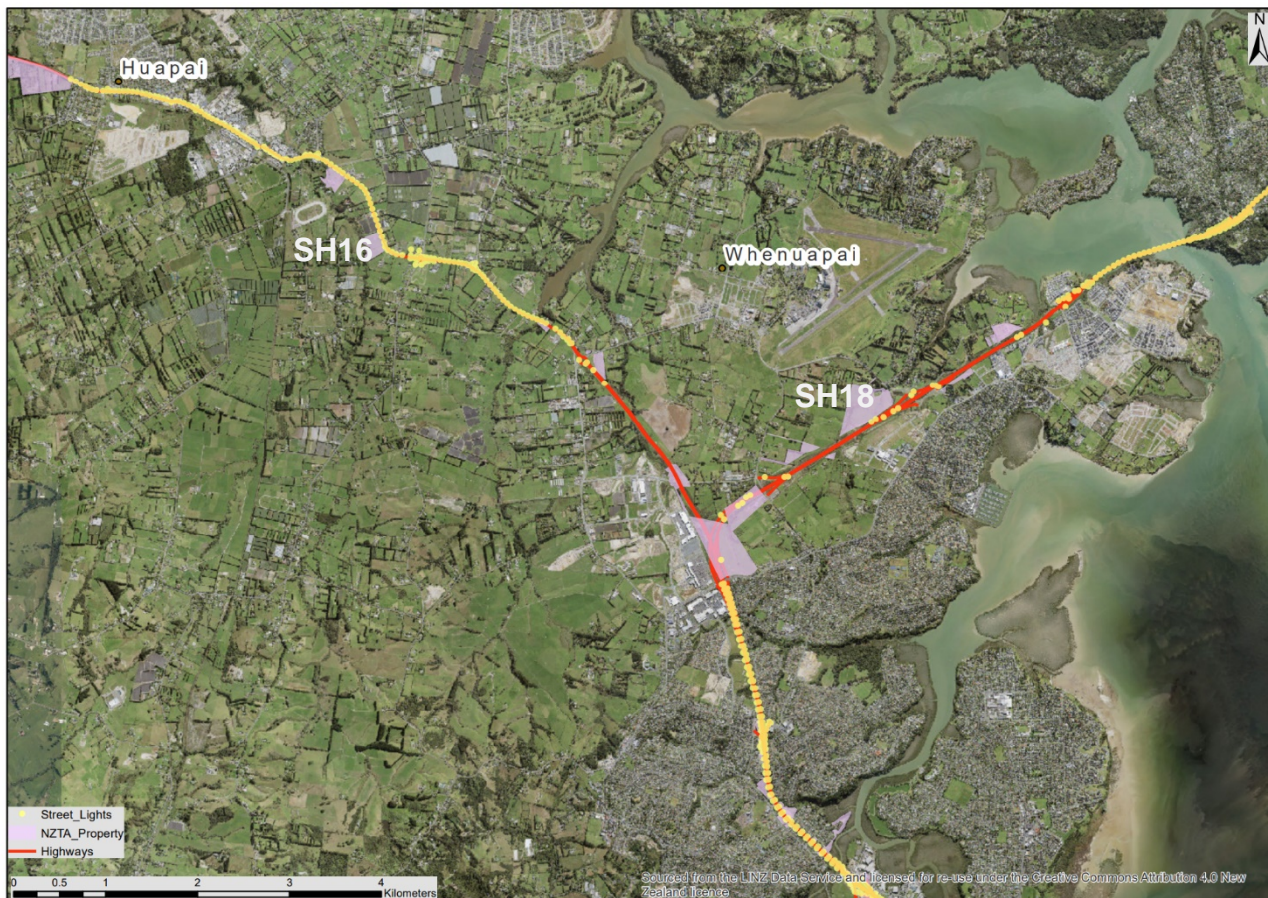 N
Huapai
SH16
Whenuapai
SH18
Street_Lights
NZTA_Property
Highways
0 0.5 1 2 3 4
Kilometers
Sourced from the LINZ Data Service and licensed for re-use under the Creative Commons Attribution 4.0 New
Zealand licence